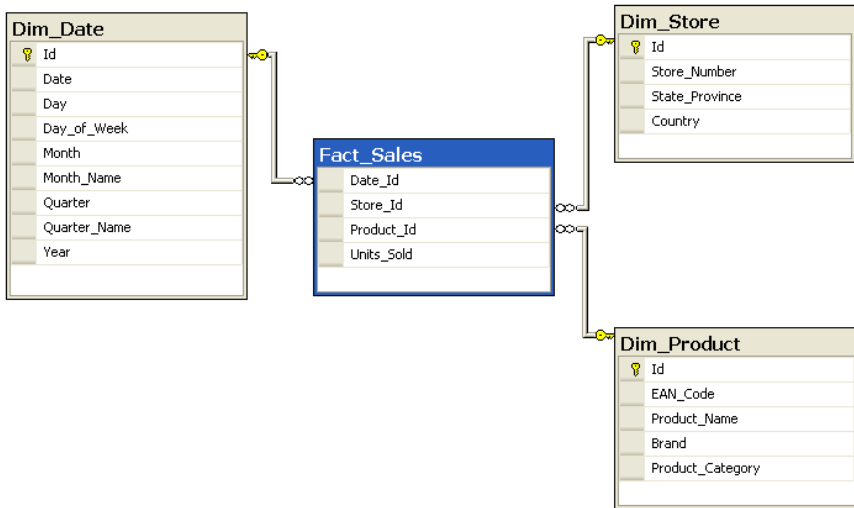 Dim_Date
Id
Date
Day
Day_of_Week
Month
Month_Name
Quarter
Quarter_Name
Year
Fact_Sales
Date_Id
Store_Id
Product_Id
Units_Sold
Dim_Store
Id
Store_Number
State_Province
Country
Dim_Product
Id
EAN_Code
Product_Name
Brand
Product_Category